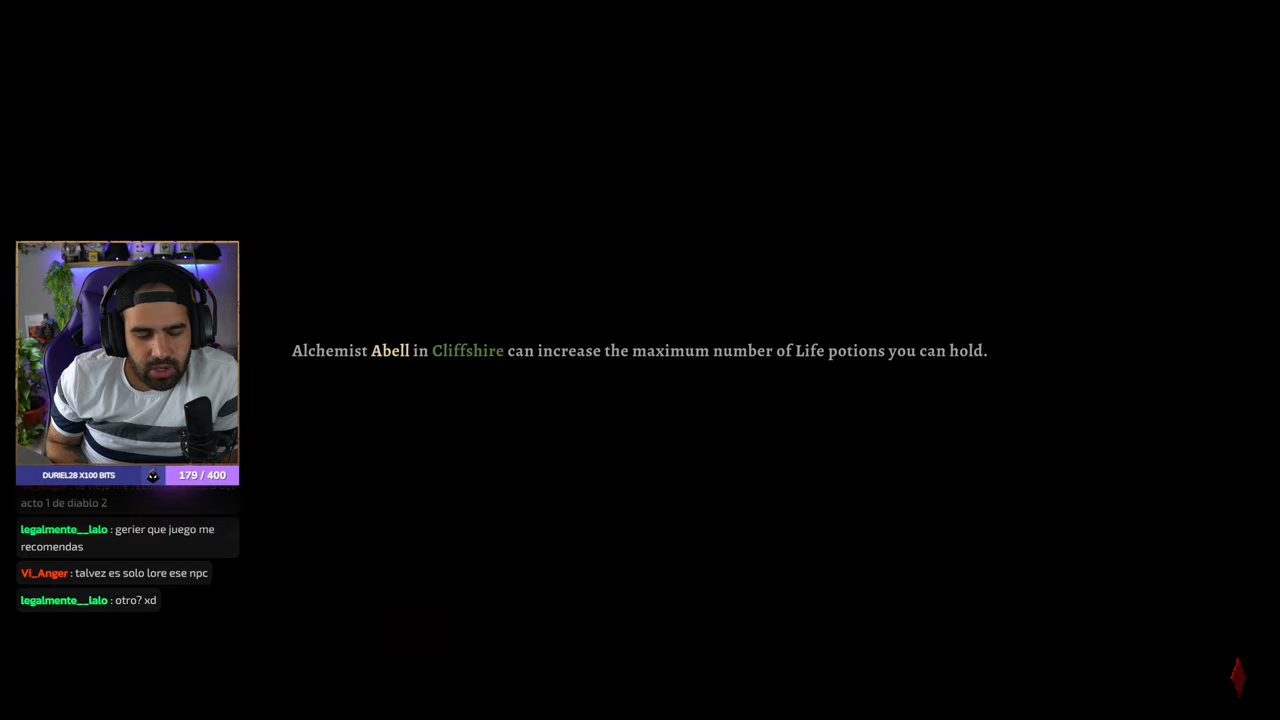 Alchemist Abell in Cliffshire can increase the maximum number of Life potions you can hold.
DURIEL28 X100 BITS
179 / 400
acto 1 de diablo 2
legalmente__lalo : gerier que juego me
recomendas
Vi_Anger : talvez es solo lore ese npc
legalmente__lalo : otro? xd